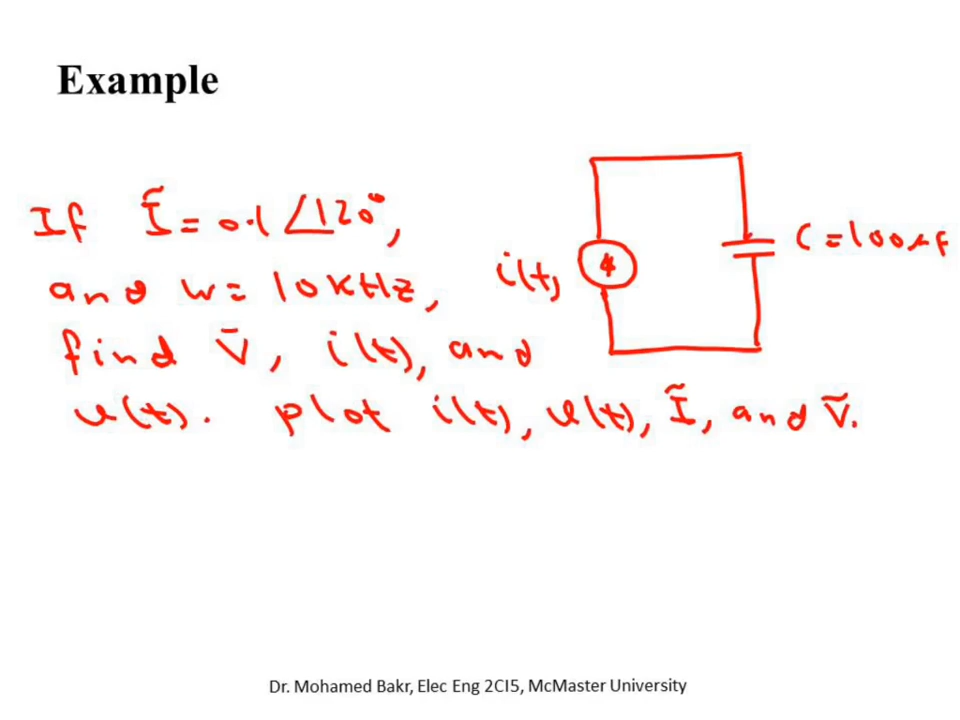 Example
If Ĩ = 0.1 ∠120°,
and w = 10 KHz,
find Ṽ, i(t), and
v(t). plot i(t), v(t), Ĩ, and Ṽ.
i(t)
C = 100 μF
Dr. Mohamed Bakr, Elec Eng 2CI5, McMaster University